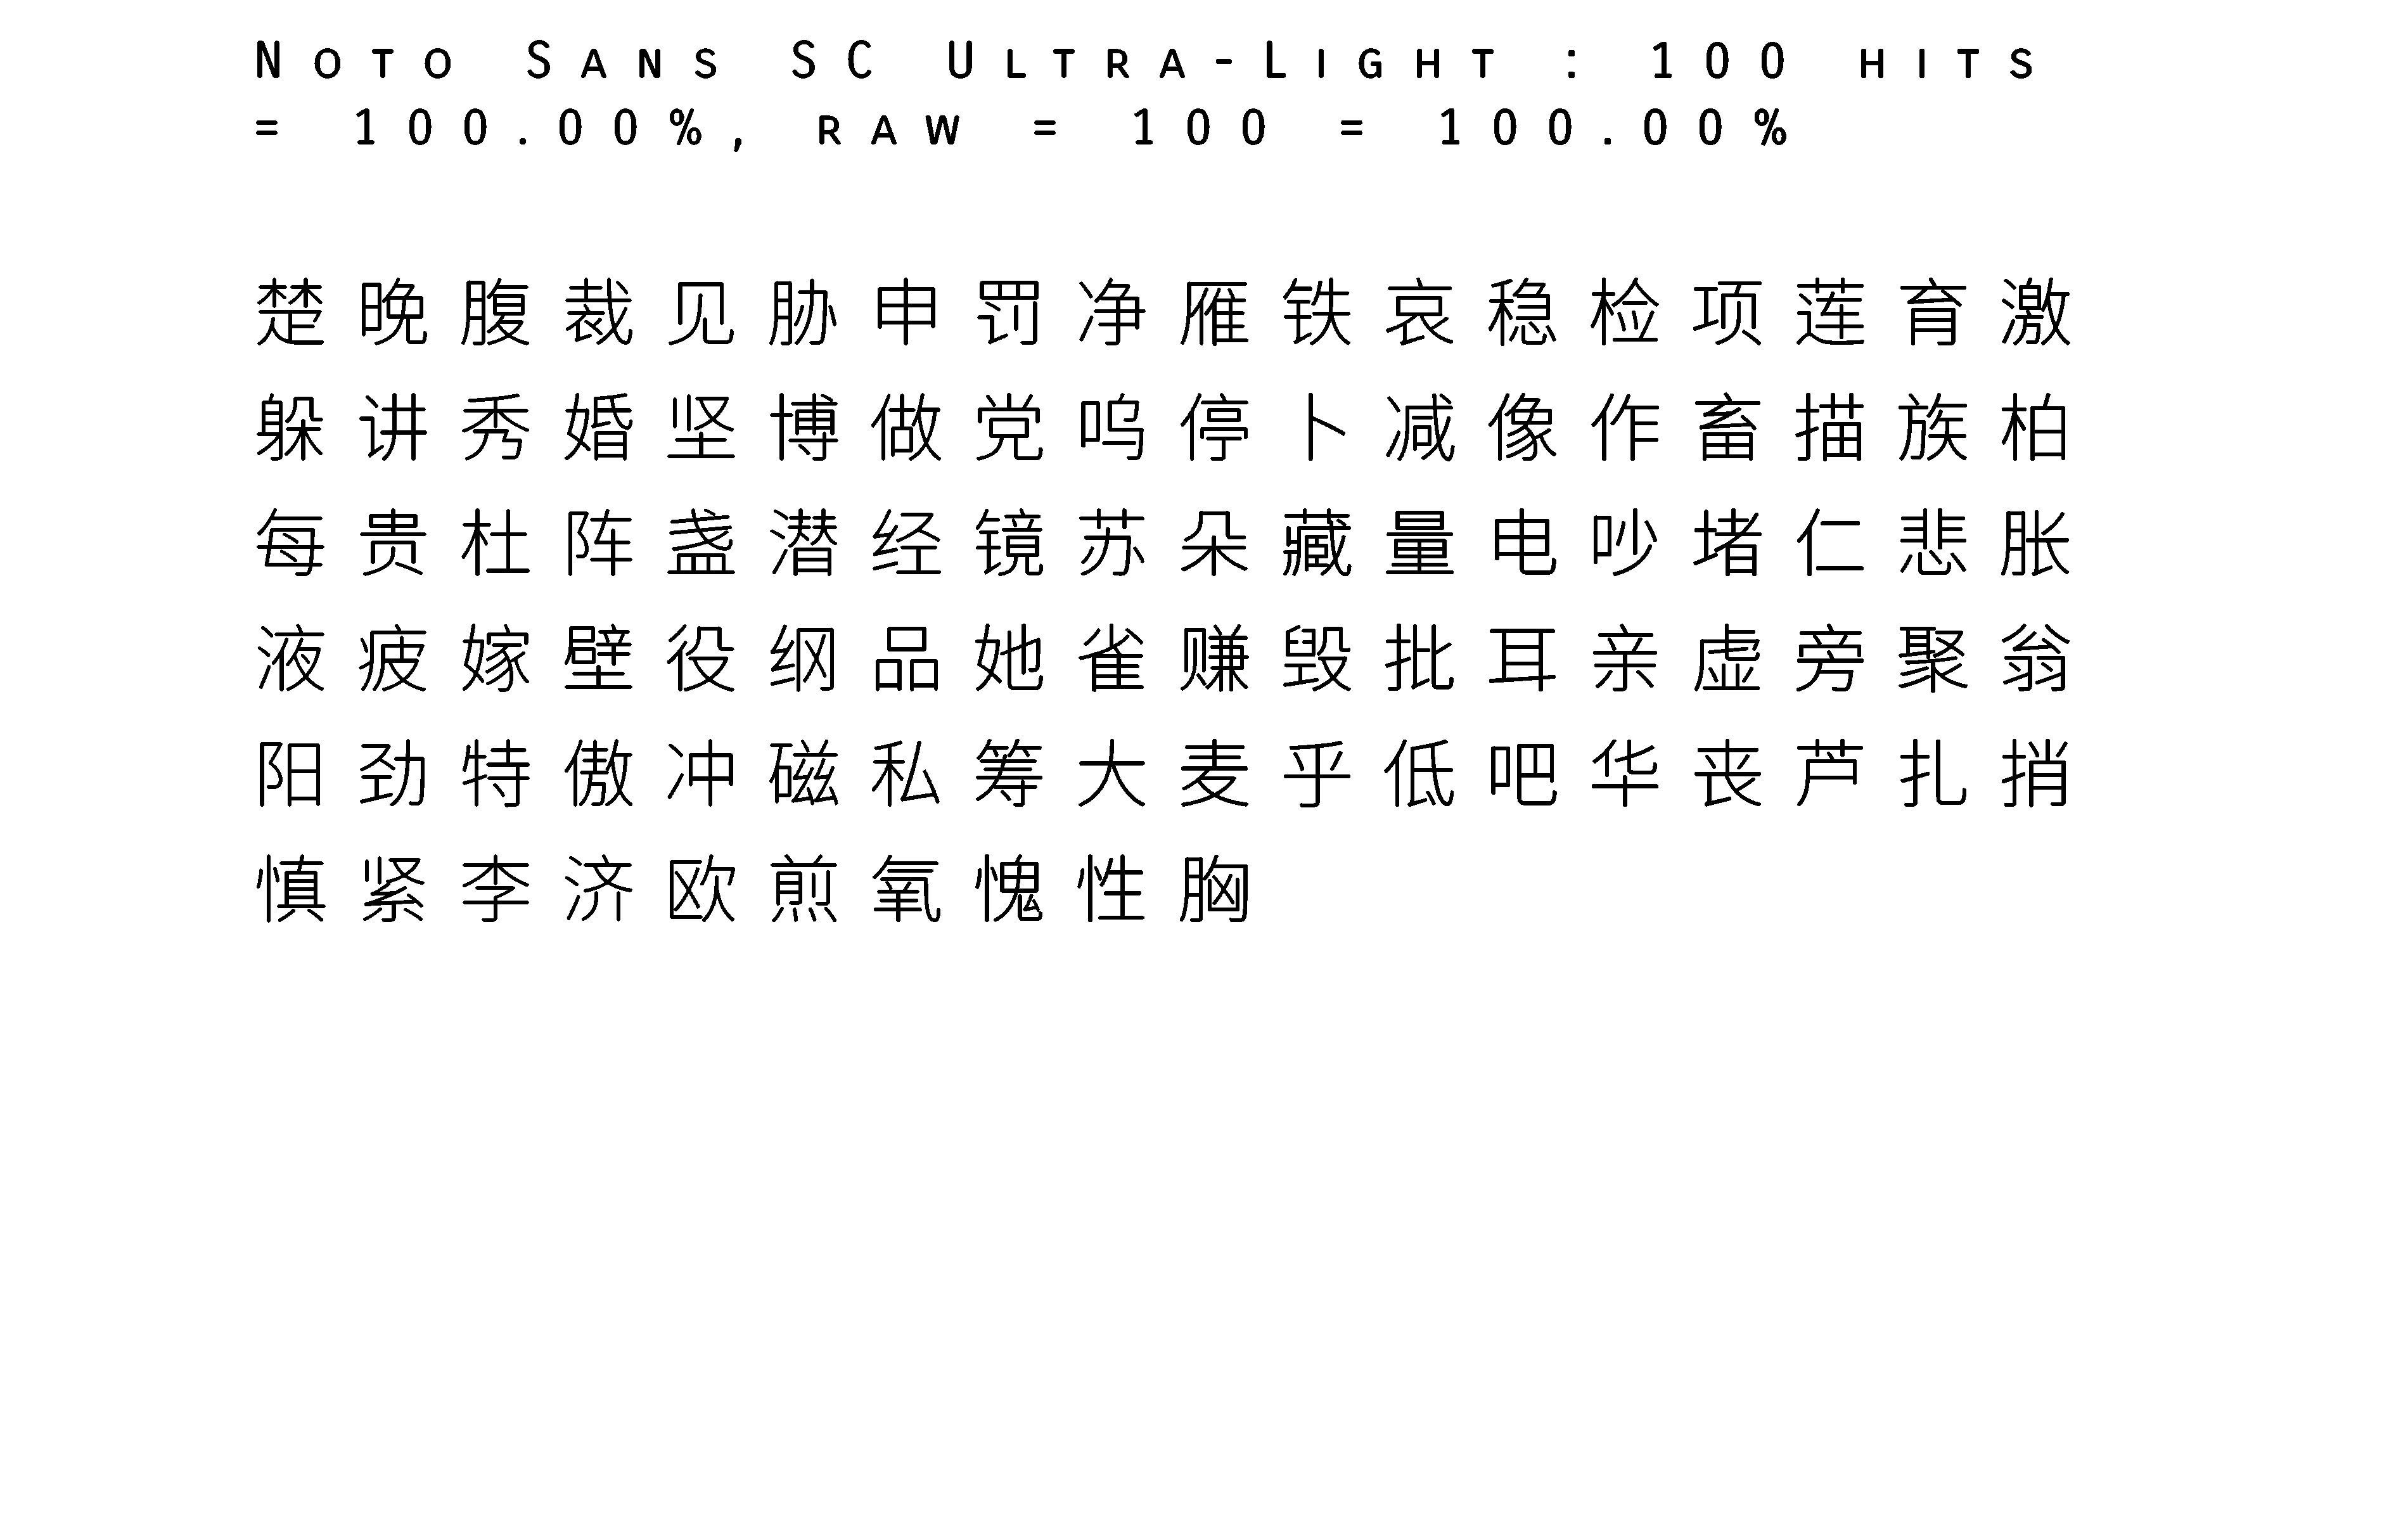 Noto Sans SC Ultra-Light : 100 hits
= 100.00%, raw = 100 = 100.00%
楚晚腹裁见胁申罚净雁铁哀稳检项莲育激
躲讲秀婚坚博做党呜停卜减像作畜描族柏
每贵杜阵盏潜经镜苏朵藏量电吵堵仁悲胀
液疲嫁壁役纲品她雀赚毁批耳亲虚旁聚翁
阳劲特傲冲磁私筹大麦乎低吧华丧芦扎捎
慎紧李济欧煎氧愧性胸